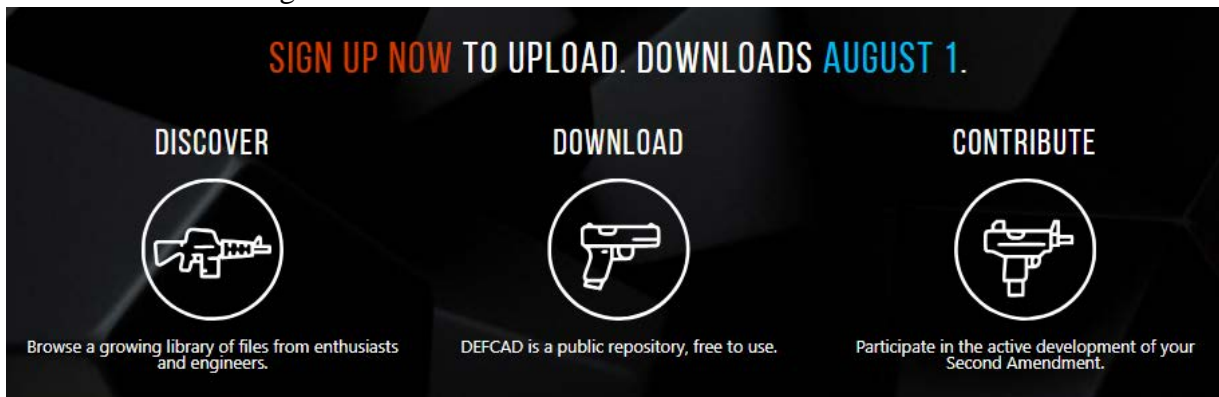 SIGN UP NOW TO UPLOAD. DOWNLOADS AUGUST 1.
DISCOVER
Browse a growing library of files from enthusiasts
and engineers.
DOWNLOAD
DEFCAD is a public repository, free to use.
CONTRIBUTE
Participate in the active development of your
Second Amendment.